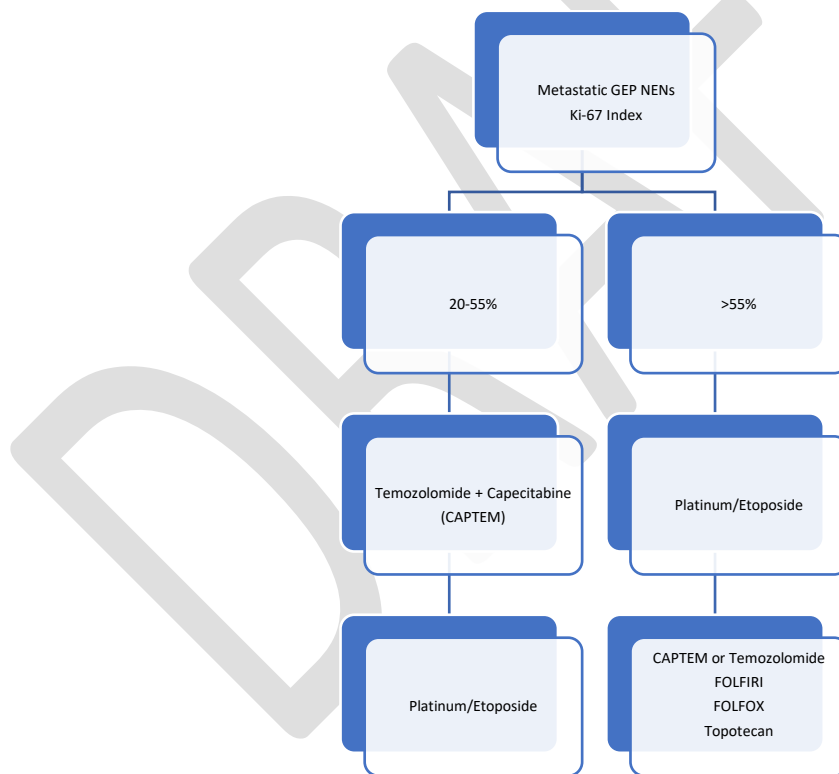 Metastatic GEP NENs
Ki-67 Index
20-55%
>55%
Temozolomide + Capecitabine
(CAPTEM)
Platinum/Etoposide
Platinum/Etoposide
CAPTEM or Temozolomide
FOLFIRI
FOLFOX
Topotecan
DRAFT